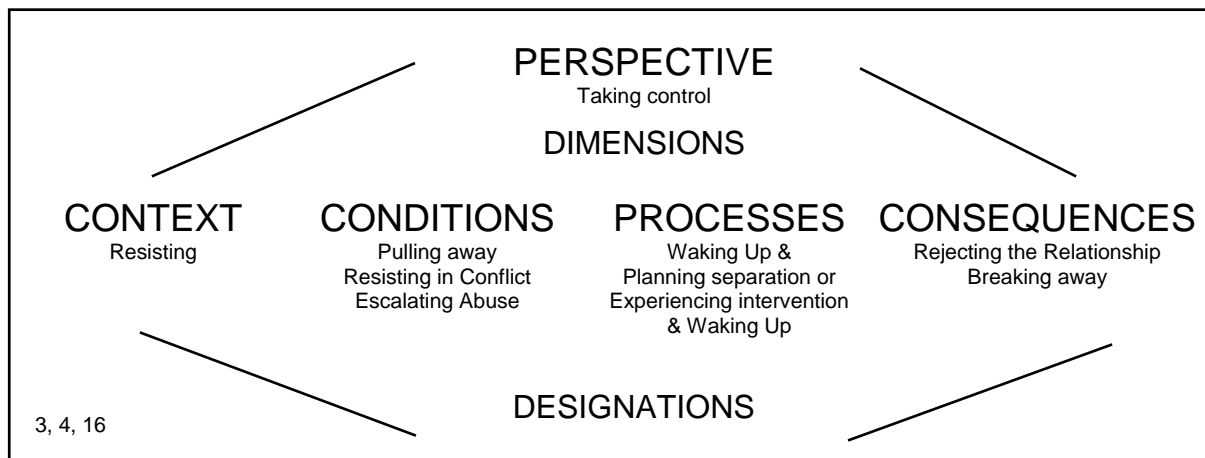 PERSPECTIVE
Taking control
DIMENSIONS
CONTEXT
Resisting
CONDITIONS
Pulling away
Resisting in Conflict
Escalating Abuse
PROCESSES
Waking Up &
Planning separation or
Experiencing intervention
& Waking Up
CONSEQUENCES
Rejecting the Relationship
Breaking away
DESIGNATIONS
3, 4, 16